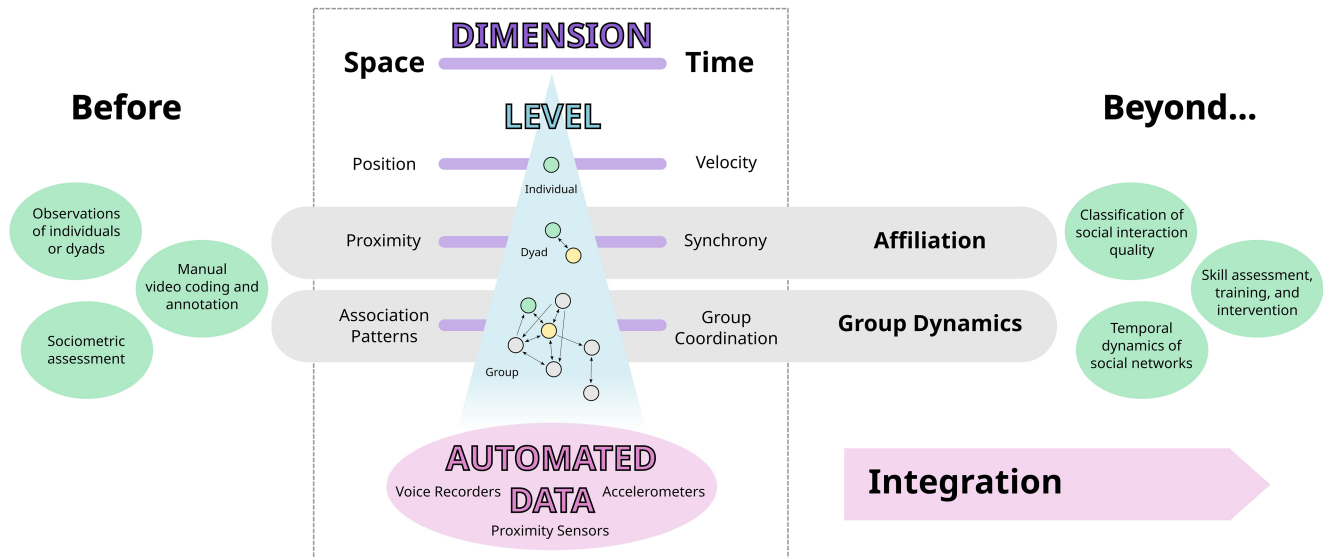 Before
Observations
of individuals
or dyads
Manual
video coding and
annotation
Sociometric
assessment
DIMENSION
Space
Time
LEVEL
Position
Velocity
Individual
Proximity
Dyad
Synchrony
Affiliation
Association
Patterns
Group
Group
Coordination
Group Dynamics
AUTOMATED
DATA
Voice Recorders
Accelerometers
Proximity Sensors
Beyond...
Classification of
social interaction
quality
Skill assessment,
training, and
intervention
Temporal
dynamics of
social networks
Integration